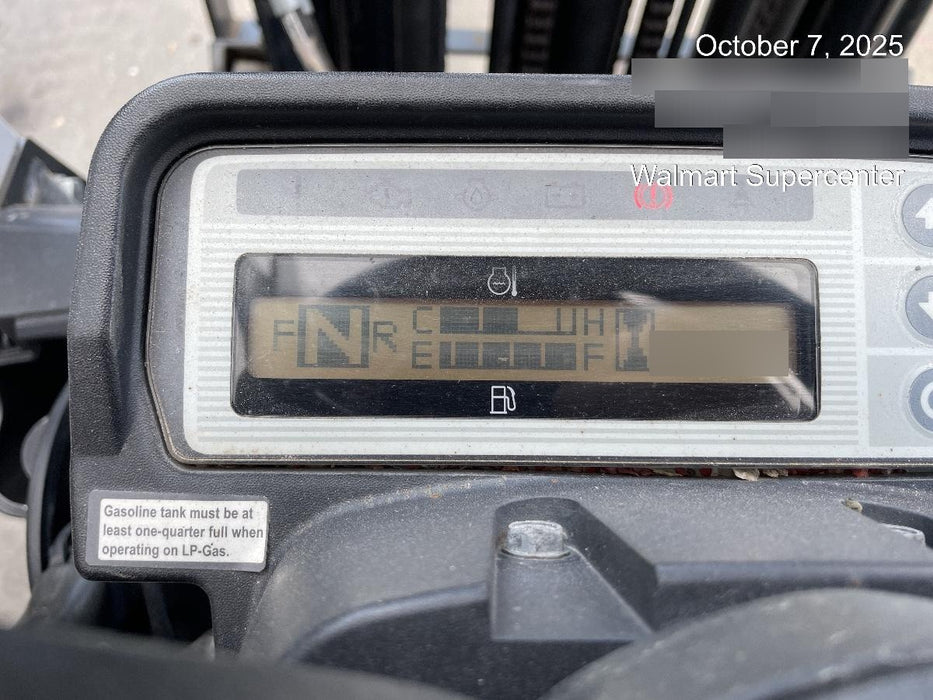 October 7, 2025
Walmart Supercenter
F N R C H
E F
Gasoline tank must be at
least one-quarter full when
operating on LP-Gas.